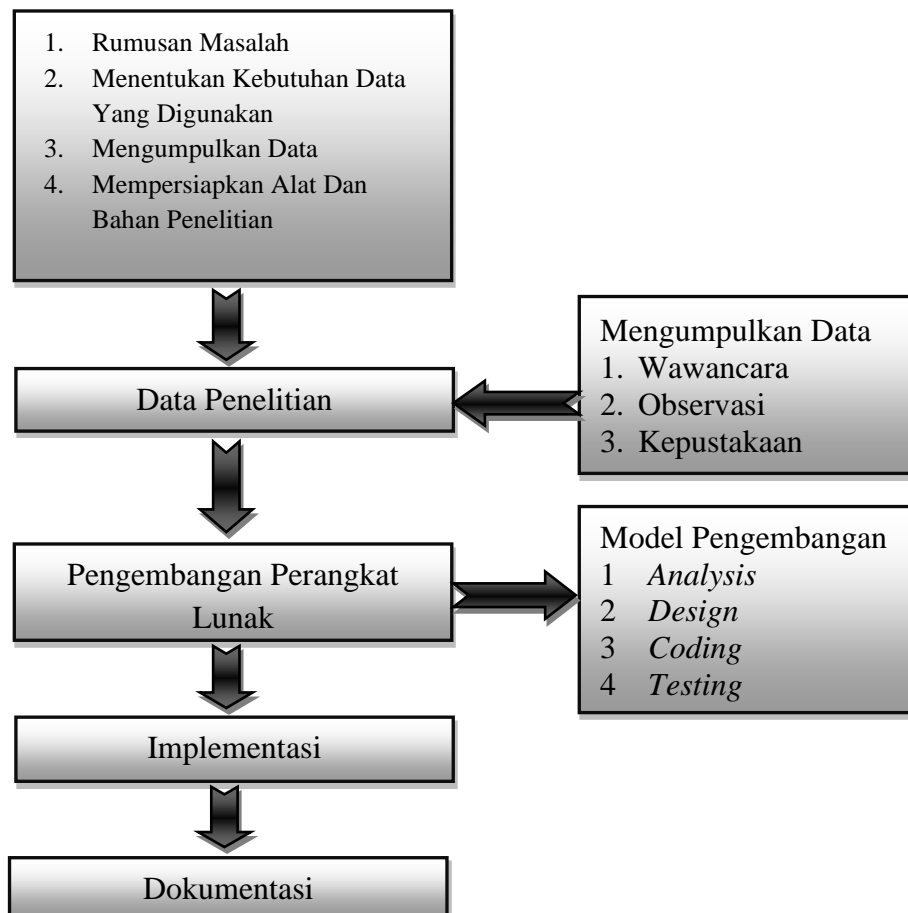 1. Rumusan Masalah
2. Menentukan Kebutuhan Data
Yang Digunakan
3. Mengumpulkan Data
4. Mempersiapkan Alat Dan
Bahan Penelitian
Mengumpulkan Data
1. Wawancara
2. Observasi
3. Kepustakaan
Data Penelitian
Pengembangan Perangkat
Lunak
Model Pengembangan
1 Analysis
2 Design
3 Coding
4 Testing
Implementasi
Dokumentasi